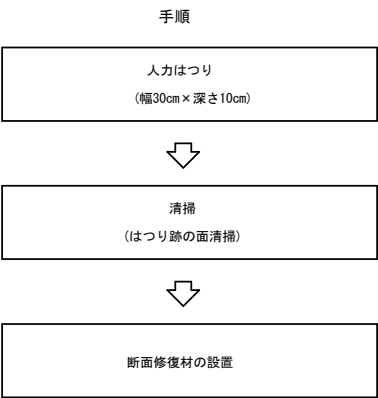 手順
人力はつり
(幅30cm×深さ10cm)
清掃
(はつり跡の面清掃)
断面修復材の設置